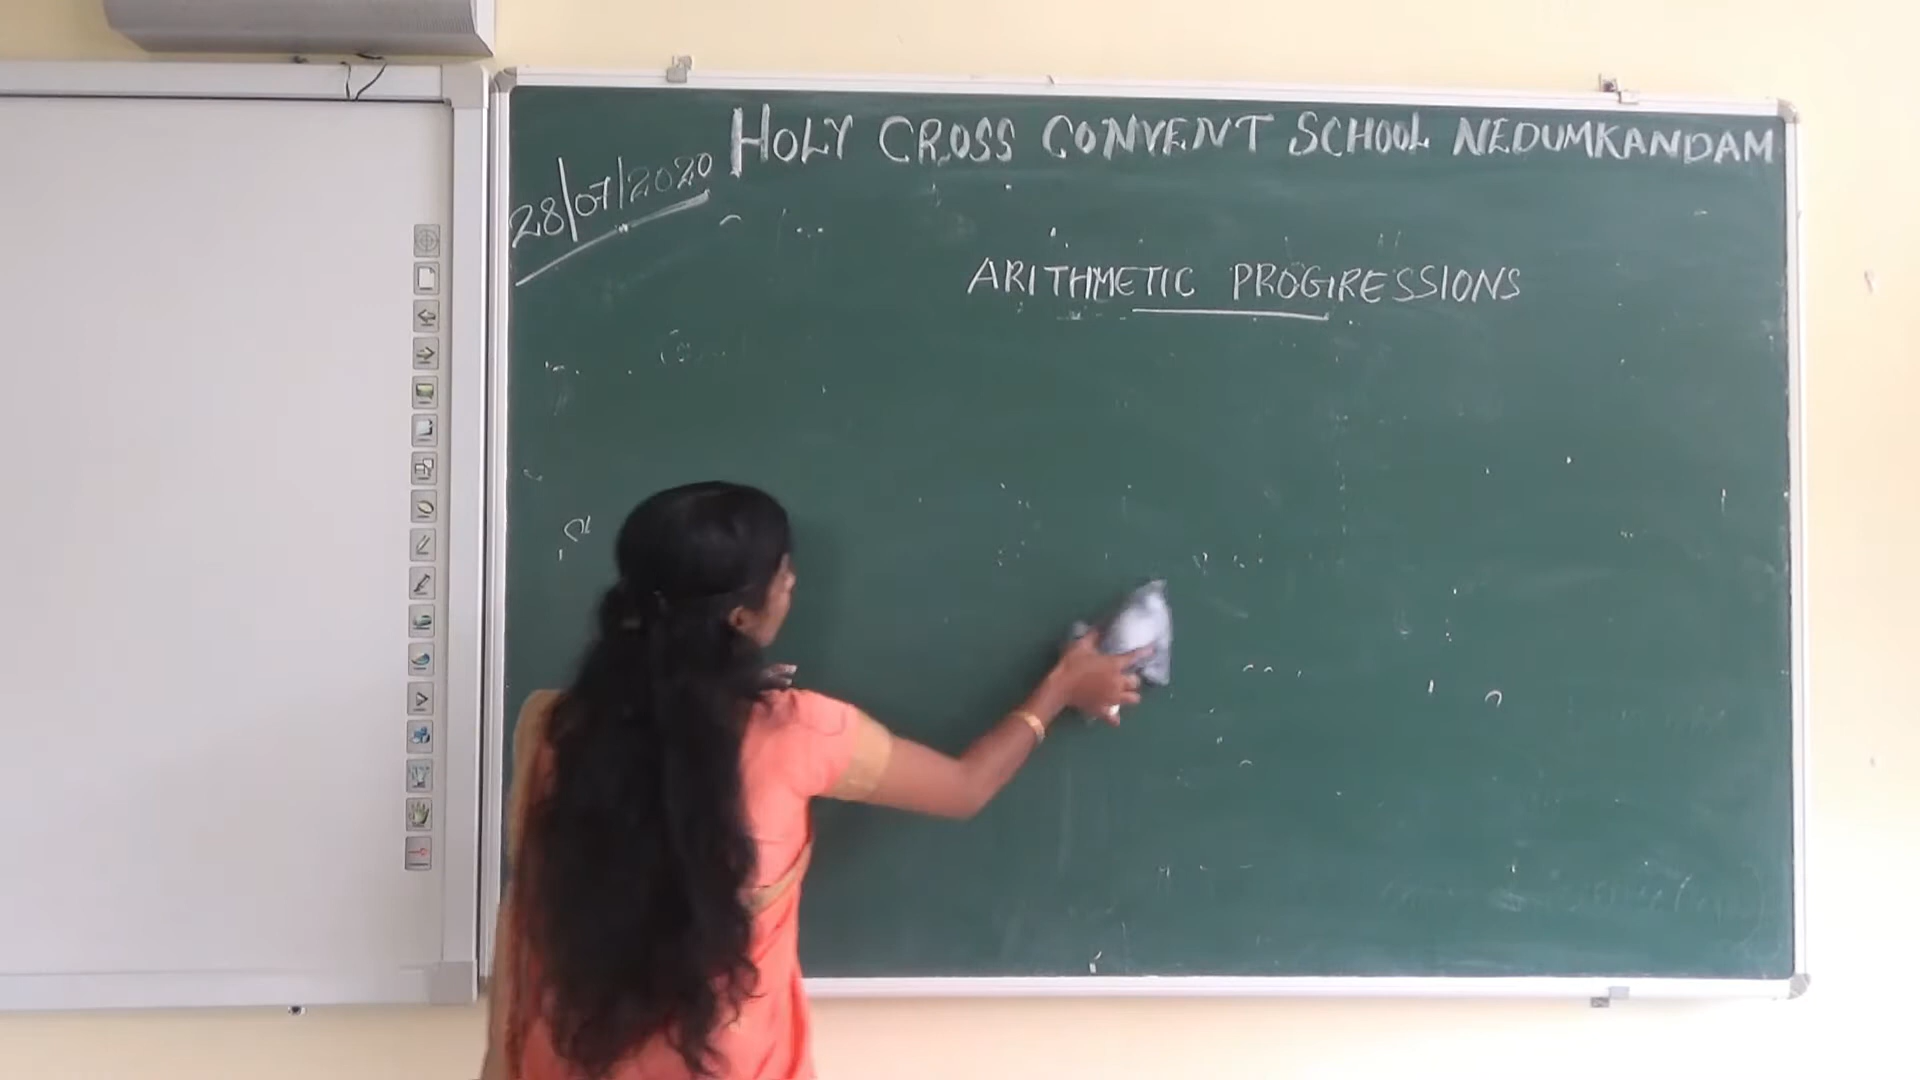 HOLY CROSS CONVENT SCHOOL NEDUMKANDAM
28/07/2020
ARITHMETIC PROGRESSIONS